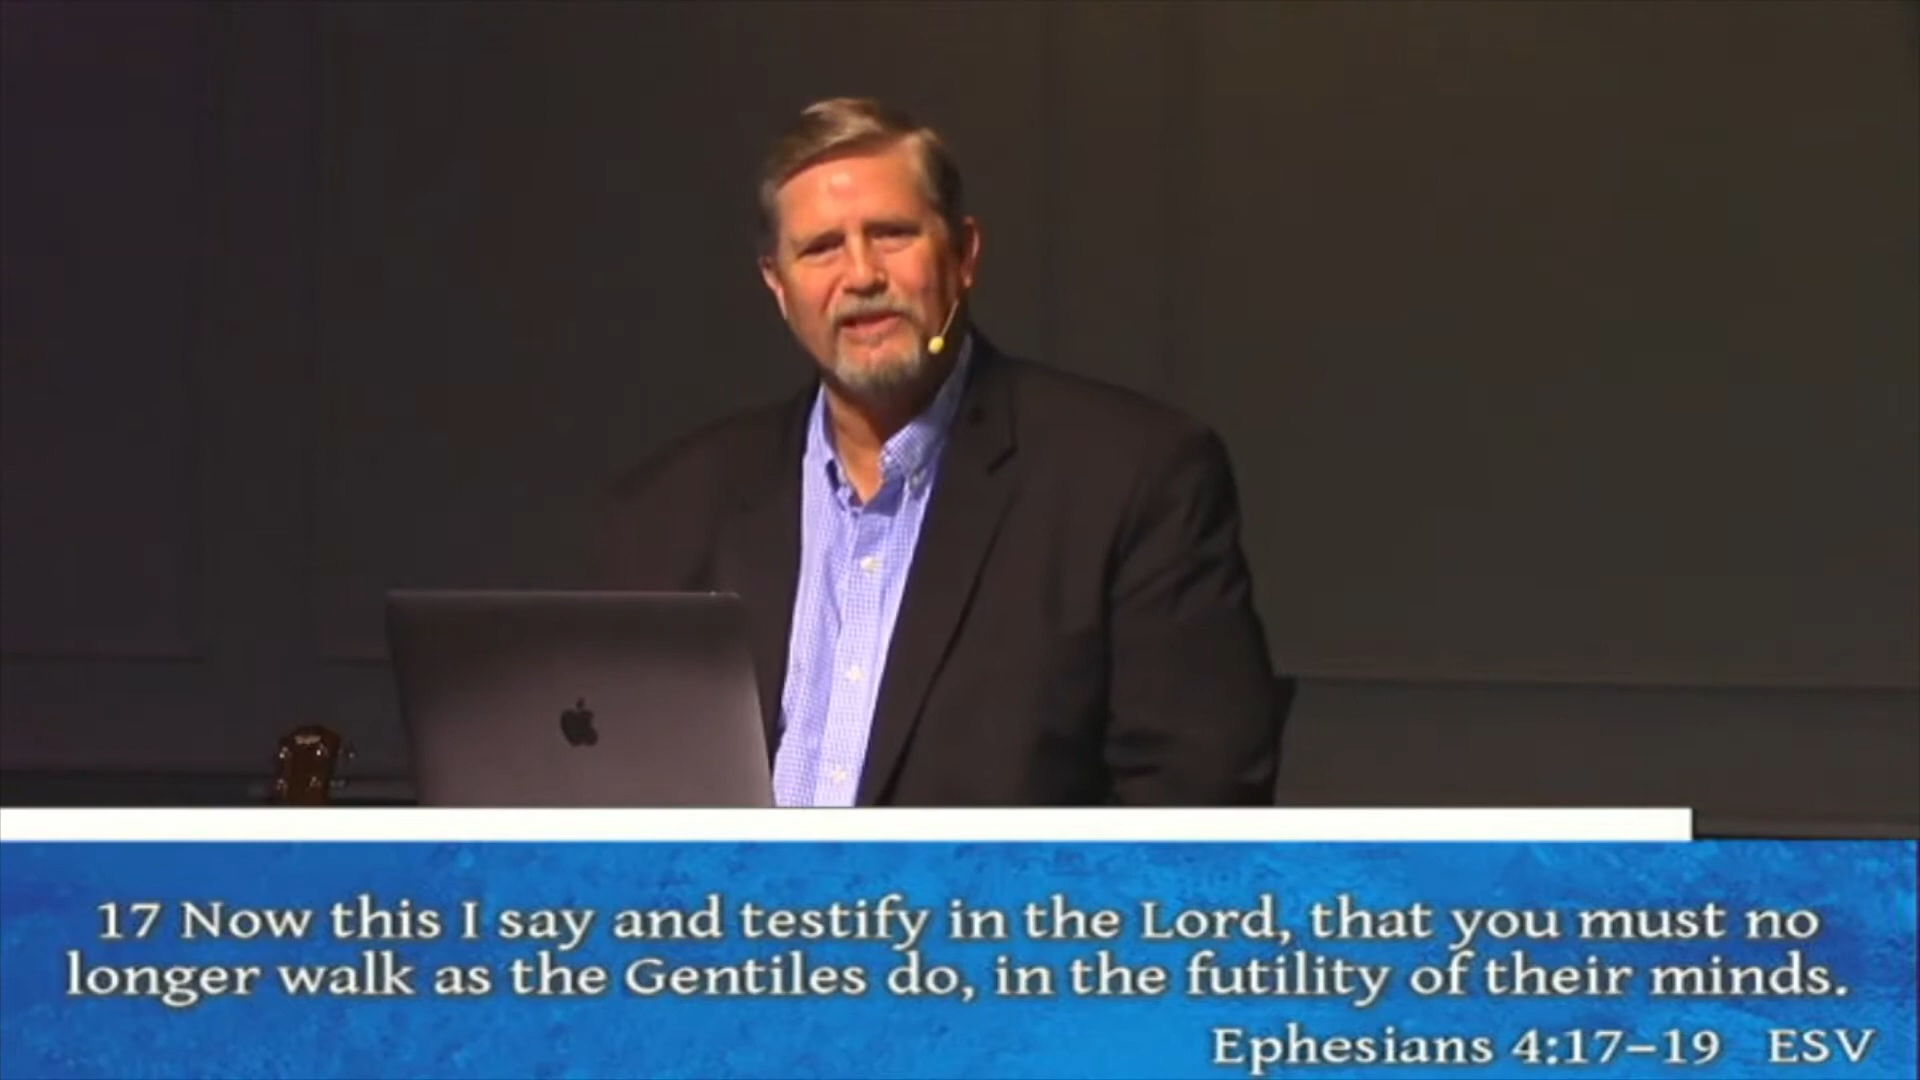 17 Now this I say and testify in the Lord, that you must no
longer walk as the Gentiles do, in the futility of their minds.
Ephesians 4:17–19 ESV